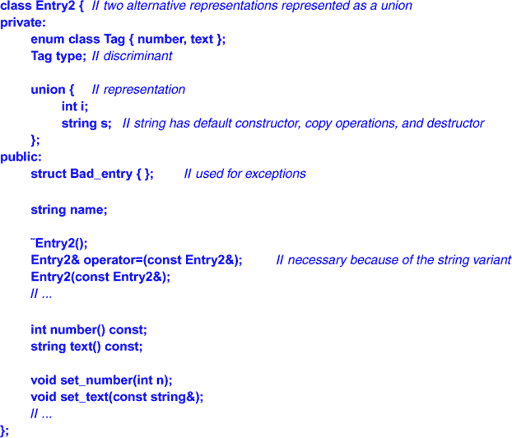 class Entry2 { // two alternative representations represented as a union
private:
enum class Tag { number, text };
Tag type; // discriminant
union { // representation
int i;
string s; // string has default constructor, copy operations, and destructor
};
public:
struct Bad_entry { }; // used for exceptions
string name;
~Entry2();
Entry2& operator=(const Entry2&); // necessary because of the string variant
Entry2(const Entry2&);
// ...
int number() const;
string text() const;
void set_number(int n);
void set_text(const string&);
// ...
};